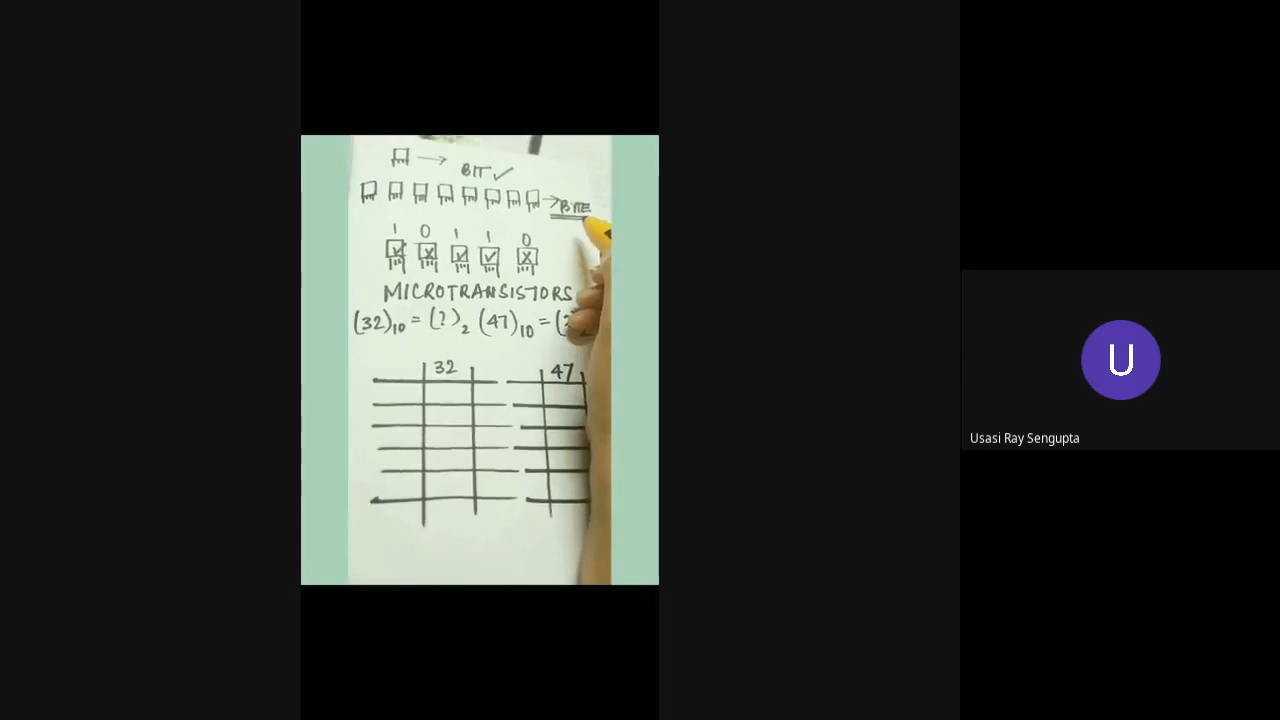 → BIT ✓
→ BYTE
1 0 1 1 0
MICROTRANSISTORS
(32)10 = (?)2 (47)10 = (
32
47
U
Usasi Ray Sengupta